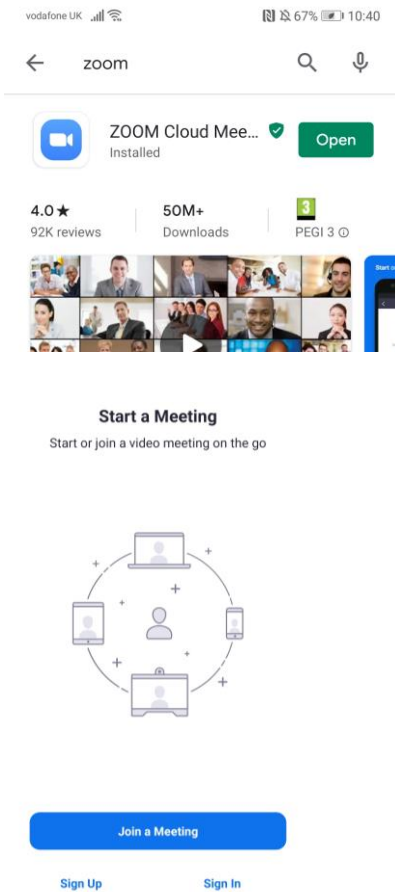 vodafone UK 67% 10:40
zoom
ZOOM Cloud Mee... Open
Installed
4.0★ 50M+ 3
92K reviews Downloads PEGI 3
Start a Meeting
Start or join a video meeting on the go
Join a Meeting
Sign Up Sign In